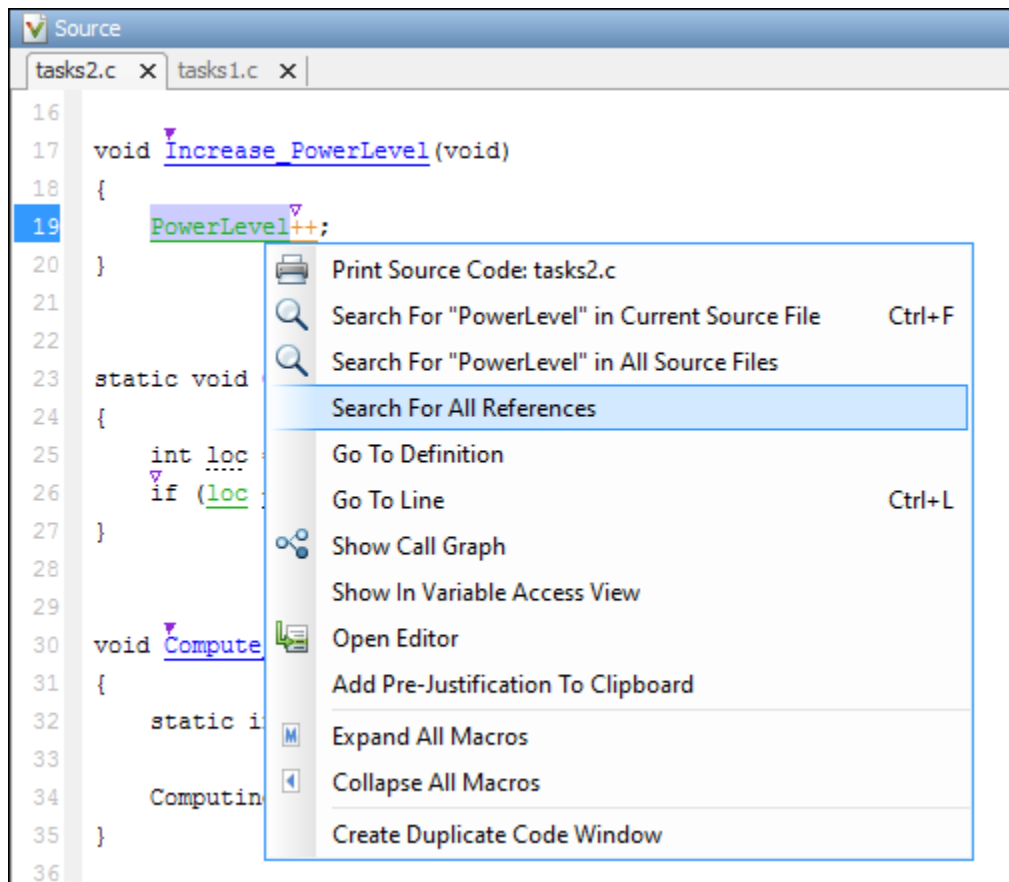 Source
tasks2.c tasks1.c
16
17 void Increase_PowerLevel(void)
18 {
19 PowerLevel++;
20 }
Print Source Code: tasks2.c
21
Search For "PowerLevel" in Current Source File Ctrl+F
22
Search For "PowerLevel" in All Source Files
23 static void
24 {
Search For All References
25 int loc
Go To Definition
26 if (loc
Go To Line Ctrl+L
27 }
Show Call Graph
28
Show In Variable Access View
29
30 void Compute_
Open Editor
31 {
Add Pre-Justification To Clipboard
32 static i
Expand All Macros
33
34 Computin
Collapse All Macros
35 }
Create Duplicate Code Window
36